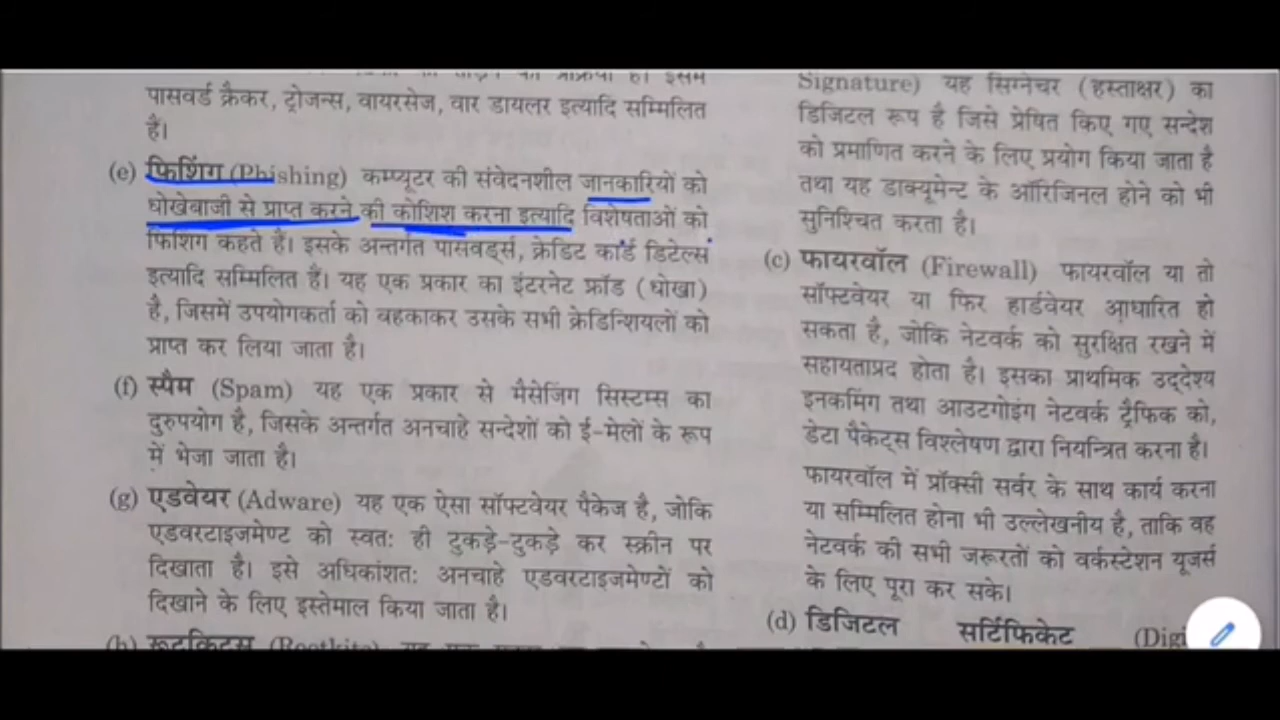 पासवर्ड क्रैकर, ट्रोजन्स, वायरसेज, वार डायलर इत्यादि सम्मिलित
हैं।
(e) फिशिंग (Phishing) कम्प्यूटर की संवेदनशील जानकारियों को
धोखेबाजी से प्राप्त करने की कोशिश करना इत्यादि विशेषताओं को
फिशिंग कहते हैं। इसके अन्तर्गत पासवर्ड्स, क्रेडिट कार्ड डिटेल्स
इत्यादि सम्मिलित हैं। यह एक प्रकार का इंटरनेट फ्रॉड (धोखा)
है, जिसमें उपयोगकर्ता को बहकाकर उसके सभी क्रेडिन्शियलों को
प्राप्त कर लिया जाता है।
(f) स्पैम (Spam) यह एक प्रकार से मैसेजिंग सिस्टम्स का
दुरुपयोग है, जिसके अन्तर्गत अनचाहे सन्देशों को ई-मेलों के रूप
में भेजा जाता है।
(g) एडवेयर (Adware) यह एक ऐसा सॉफ्टवेयर पैकेज है, जोकि
एडवरटाइजमेण्ट को स्वतः ही टुकड़े-टुकड़े कर स्क्रीन पर
दिखाता है। इसे अधिकांशतः अनचाहे एडवरटाइजमेण्टों को
दिखाने के लिए इस्तेमाल किया जाता है।
(h) रूटकिट्स (Rootkits) यह एक
Signature) यह सिग्नेचर (हस्ताक्षर) का
डिजिटल रूप है जिसे प्रेषित किए गए सन्देश
को प्रमाणित करने के लिए प्रयोग किया जाता है
तथा यह डाक्यूमेन्ट के ऑरिजिनल होने को भी
सुनिश्चित करता है।
(c) फायरवॉल (Firewall) फायरवॉल या तो
सॉफ्टवेयर या फिर हार्डवेयर आधारित हो
सकता है, जोकि नेटवर्क को सुरक्षित रखने में
सहायताप्रद होता है। इसका प्राथमिक उद्देश्य
इनकमिंग तथा आउटगोइंग नेटवर्क ट्रैफिक को,
डेटा पैकेट्स विश्लेषण द्वारा नियन्त्रित करना है।
फायरवॉल में प्रॉक्सी सर्वर के साथ कार्य करना
या सम्मिलित होना भी उल्लेखनीय है, ताकि वह
नेटवर्क की सभी जरूरतों को वर्कस्टेशन यूजर्स
के लिए पूरा कर सके।
(d) डिजिटल सर्टिफिकेट (Digi